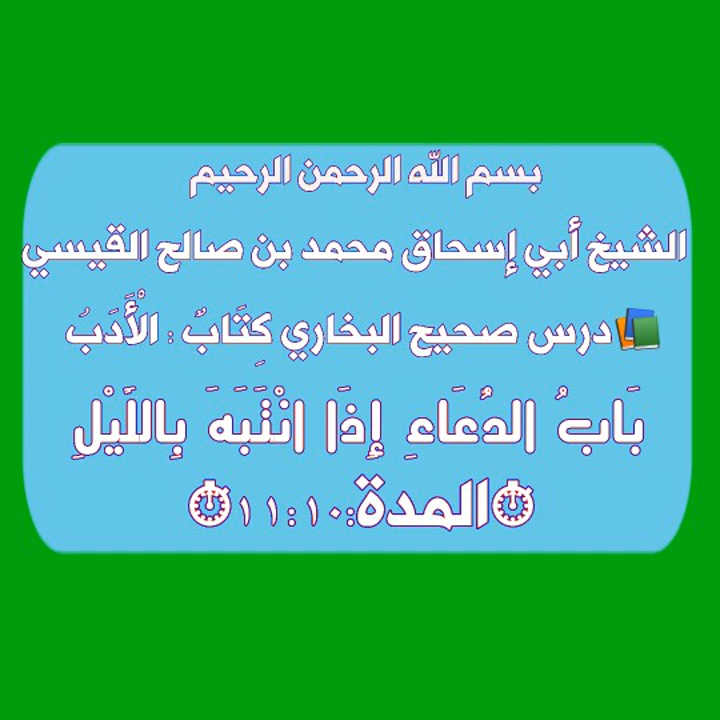 بسم الله الرحمن الرحيم
الشيخ أبي إسحاق محمد بن صالح القيسي
📚درس صحيح البخاري كِتَابٌ : الْأَدَبُ
بَابُ الدُعَاءِ إِذَا انْتَبَهَ بِاللَيْلِ
⏱المدة:١١:١٠⏱